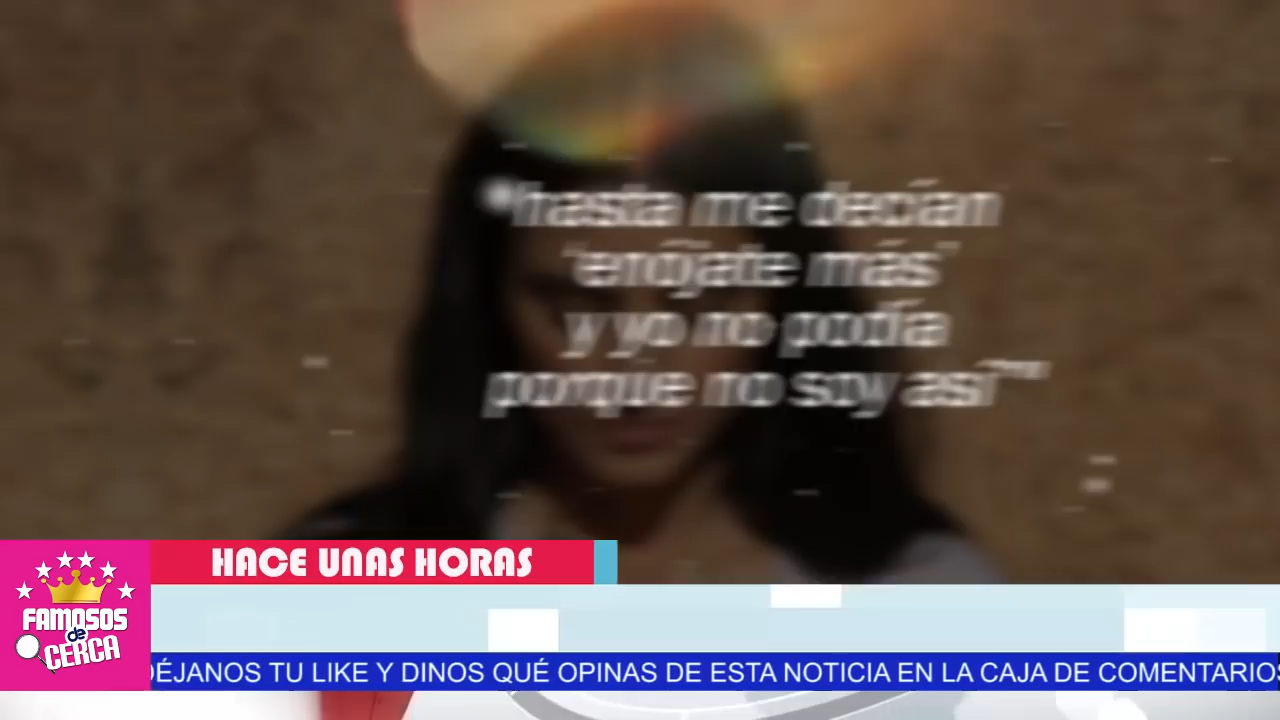 "hasta me decían
"enójate más"
y yo no podía
porque no soy así""
HACE UNAS HORAS
FAMOSOS
de
CERCA
DÉJANOS TU LIKE Y DINOS QUÉ OPINAS DE ESTA NOTICIA EN LA CAJA DE COMENTARIOS